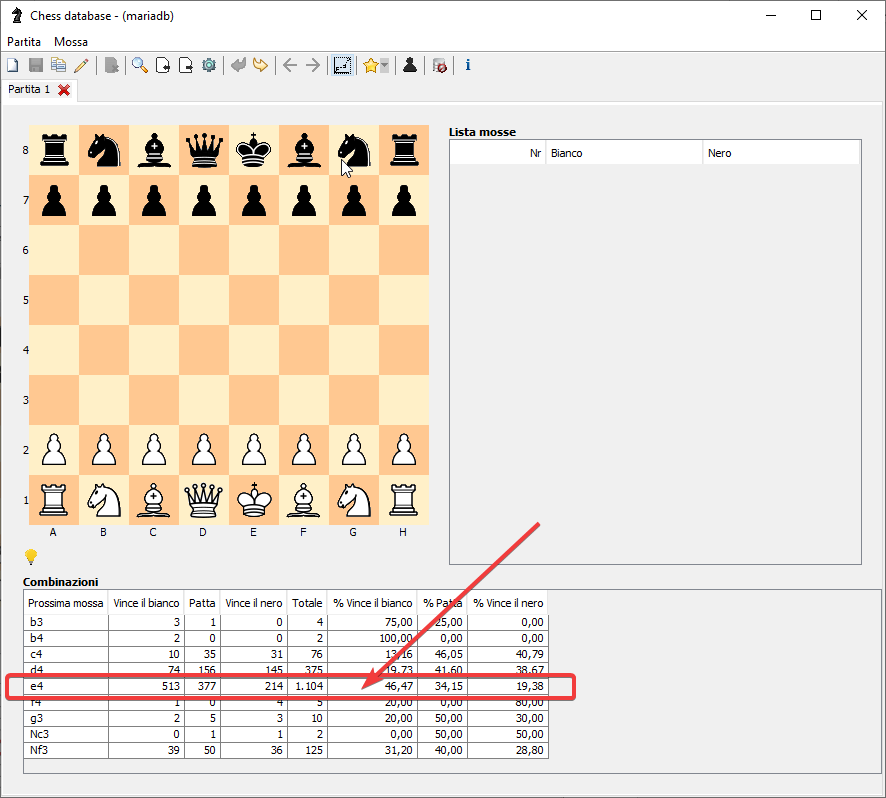 Chess database - (mariadb)
Partita Mossa
i
Partita 1
Lista mosse
Nr Bianco Nero
8
7
6
5
4
3
2
1
A B C D E F G H
Combinazioni
Prossima mossa Vince il bianco Patta Vince il nero Totale % Vince il bianco % Patta % Vince il nero
b3 3 1 0 4 75,00 25,00 0,00
b4 2 0 0 2 100,00 0,00 0,00
c4 10 35 31 76 13,16 46,05 40,79
d4 74 156 145 375 19,73 41,60 38,67
e4 513 377 214 1.104 46,47 34,15 19,38
f4 1 0 4 5 20,00 0,00 80,00
g3 2 5 3 10 20,00 50,00 30,00
Nc3 0 1 1 2 0,00 50,00 50,00
Nf3 39 50 36 125 31,20 40,00 28,80